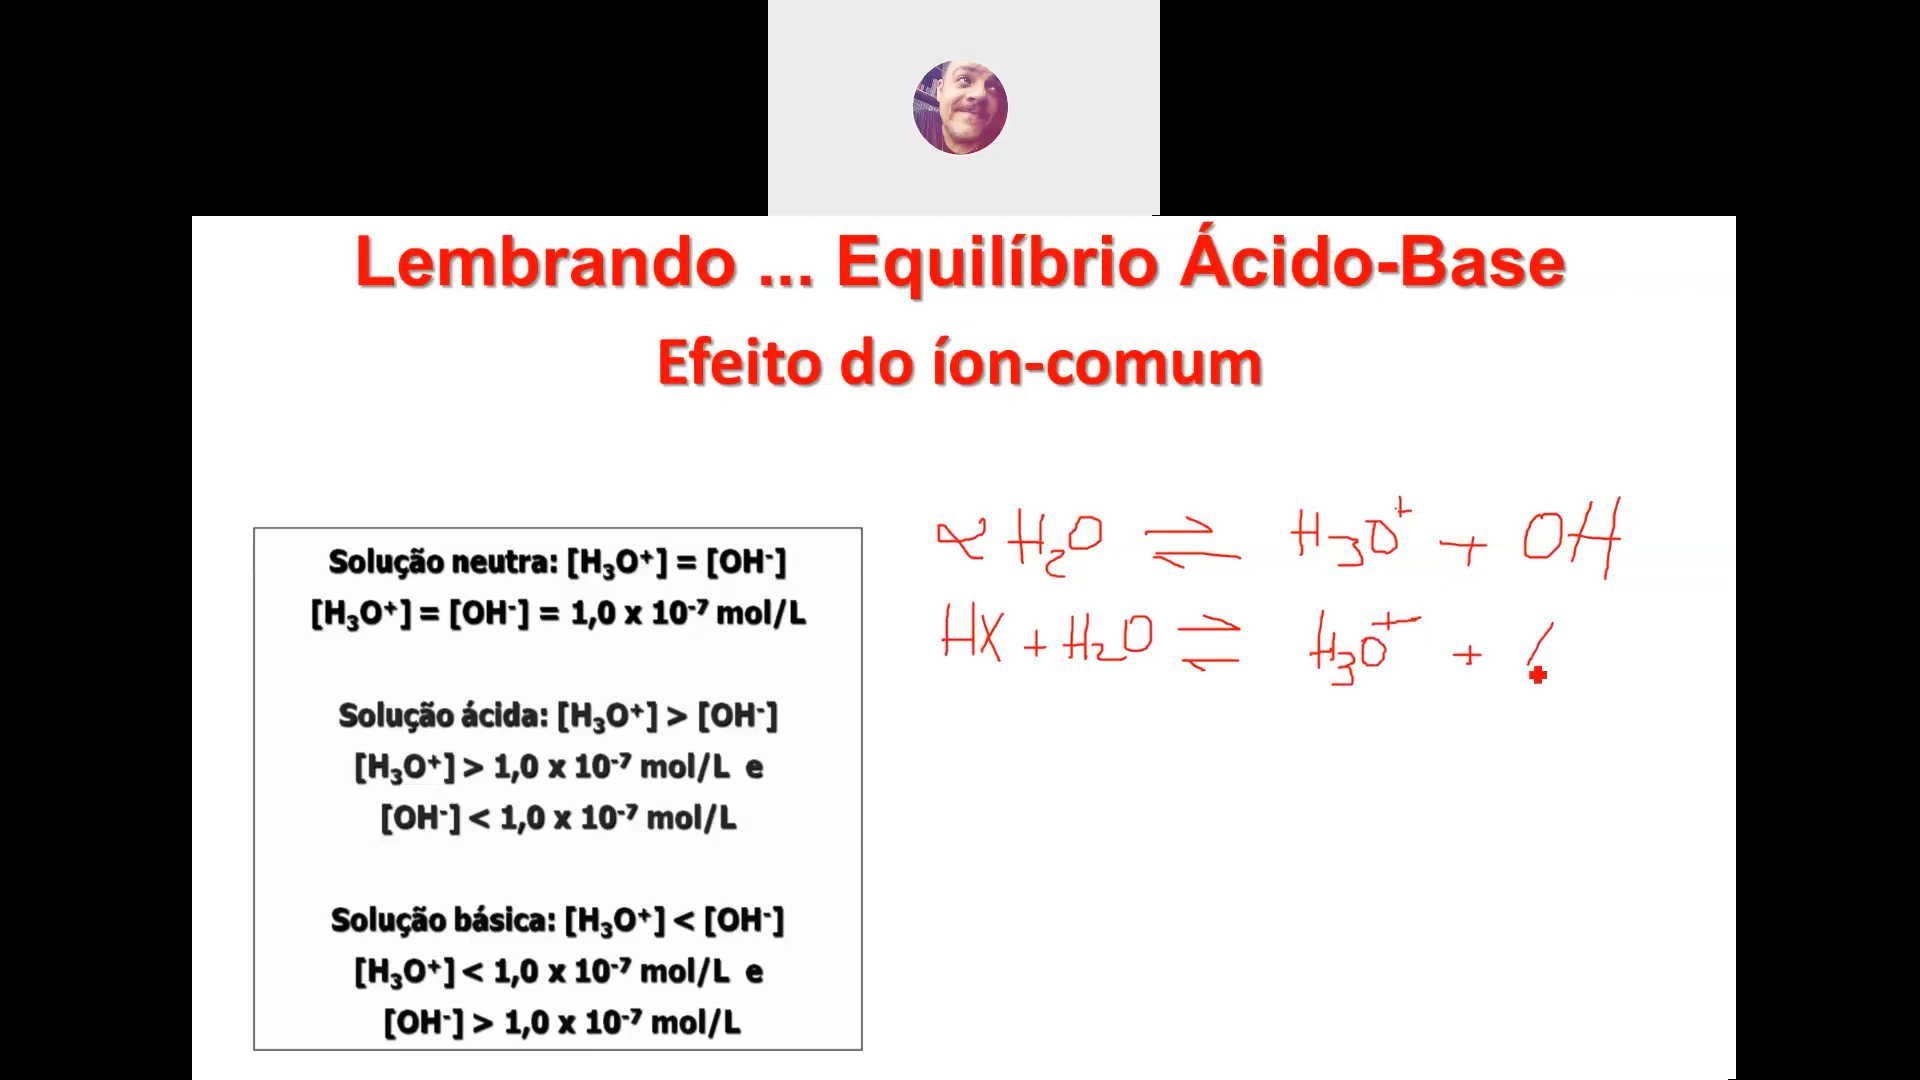 Lembrando ... Equilíbrio Ácido-Base
Efeito do íon-comum
Solução neutra: [H₃O⁺] = [OH⁻]
[H₃O⁺] = [OH⁻] = 1,0 x 10⁻⁷ mol/L
Solução ácida: [H₃O⁺] > [OH⁻]
[H₃O⁺] > 1,0 x 10⁻⁷ mol/L e
[OH⁻] < 1,0 x 10⁻⁷ mol/L
Solução básica: [H₃O⁺] < [OH⁻]
[H₃O⁺] < 1,0 x 10⁻⁷ mol/L e
[OH⁻] > 1,0 x 10⁻⁷ mol/L
2 H₂O ⇌ H₃O⁺ + OH
HX + H₂O ⇌ H₃O⁺ +